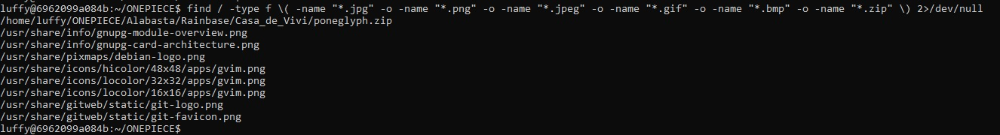 luffy@6962099a084b:~/ONEPIECE$ find / -type f \( -name "*.jpg" -o -name "*.png" -o -name "*.jpeg" -o -name "*.gif" -o -name "*.bmp" -o -name "*.zip" \) 2>/dev/null
/home/luffy/ONEPIECE/Alabasta/Rainbase/Casa_de_Vivi/poneglyph.zip
/usr/share/info/gnupg-module-overview.png
/usr/share/info/gnupg-card-architecture.png
/usr/share/pixmaps/debian-logo.png
/usr/share/icons/hicolor/48x48/apps/gvim.png
/usr/share/icons/locolor/32x32/apps/gvim.png
/usr/share/icons/locolor/16x16/apps/gvim.png
/usr/share/gitweb/static/git-logo.png
/usr/share/gitweb/static/git-favicon.png
luffy@6962099a084b:~/ONEPIECE$